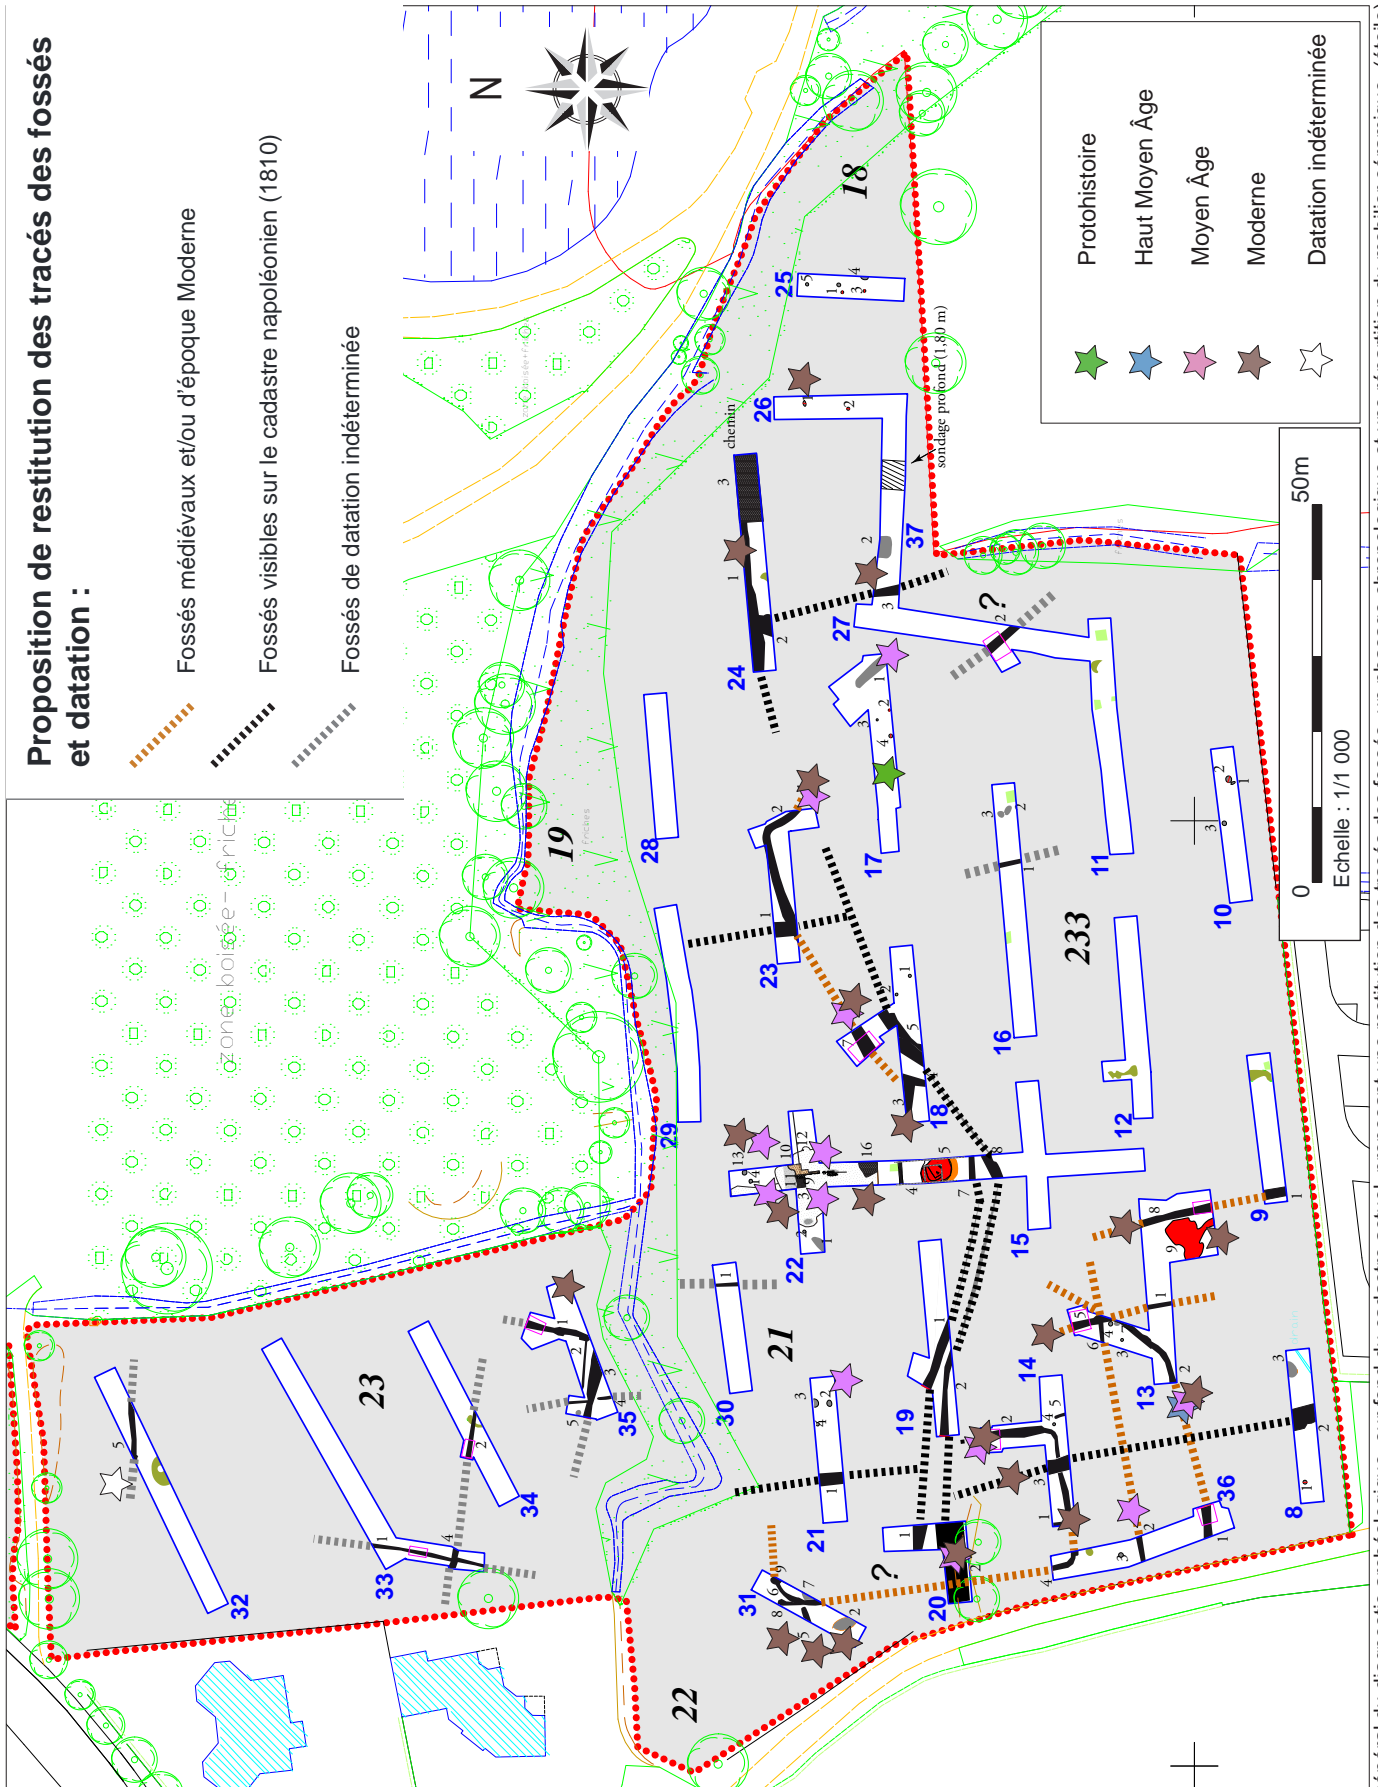 Proposition de restitution des tracés des fossés
et datation :
Fossés médiévaux et/ou d'époque Moderne
Fossés visibles sur le cadastre napoléonien (1810)
Fossés de datation indéterminée
N
Protohistoire
Haut Moyen Âge
Moyen Âge
Moderne
Datation indéterminée
0
50m
Echelle : 1/1 000
zone boisée-friche
Friches
chemin
sondage profond (1,80 m)
18
19
21
22
23
233
8
9
10
11
12
13
14
15
16
17
18
19
20
21
22
23
24
25
26
27
28
29
30
31
32
33
34
35
36
37
?
?